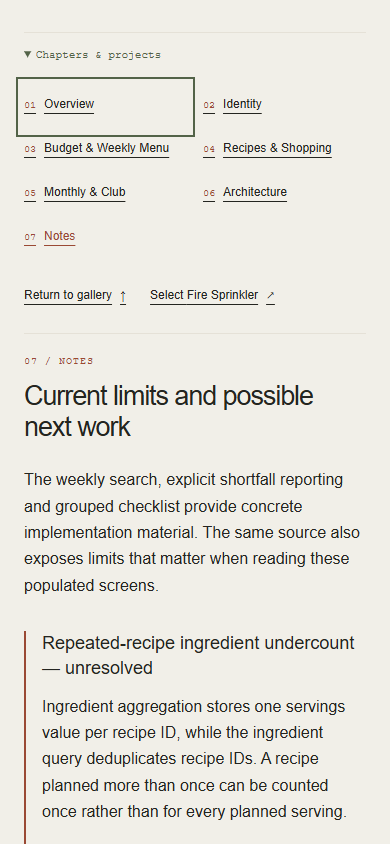 ▼ Chapters & projects
01 Overview
02 Identity
03 Budget & Weekly Menu
04 Recipes & Shopping
05 Monthly & Club
06 Architecture
07 Notes
Return to gallery ↑ Select Fire Sprinkler ↗
07 / NOTES
Current limits and possible
next work
The weekly search, explicit shortfall reporting
and grouped checklist provide concrete
implementation material. The same source also
exposes limits that matter when reading these
populated screens.
Repeated-recipe ingredient undercount
— unresolved
Ingredient aggregation stores one servings
value per recipe ID, while the ingredient
query deduplicates recipe IDs. A recipe
planned more than once can be counted
once rather than for every planned serving.